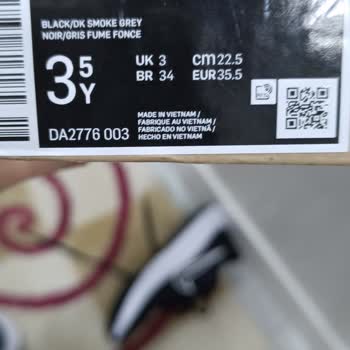 BLACK/DK SMOKE GREY
NOIR/GRIS FUME FONCE
3 5 Y
UK 3 cm 22.5
BR 34 EUR 35.5
DA2776 003
MADE IN VIETNAM /
FABRIQUE AU VIETNAM /
FABRICADO NO VIETNÃ /
HECHO EN VIETNAM